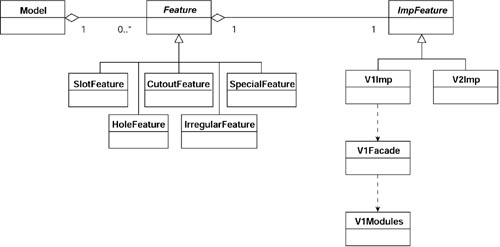 Model
Feature
ImpFeature
1
0..*
1
1
SlotFeature
CutoutFeature
SpecialFeature
V1Imp
V2Imp
HoleFeature
IrregularFeature
V1Facade
V1Modules